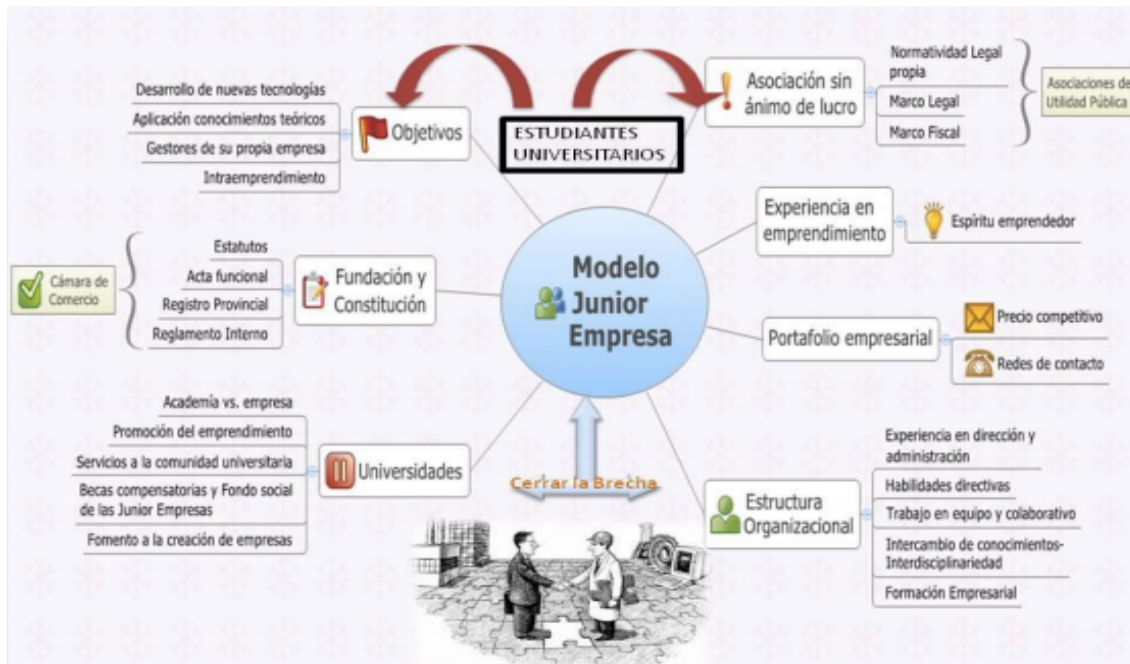 Desarrollo de nuevas tecnologías
Aplicación conocimientos teóricos
Gestores de su propia empresa
Intraemprendimiento
Objetivos
ESTUDIANTES
UNIVERSITARIOS
Asociación sin
ánimo de lucro
Normatividad Legal
propia
Marco Legal
Marco Fiscal
Asociaciones de
Utilidad Pública
Experiencia en
emprendimiento
Espíritu emprendedor
Cámara de
Comercio
Estatutos
Acta funcional
Registro Provincial
Reglamento Interno
Fundación y
Constitución
Modelo
Junior
Empresa
Portafolio empresarial
Precio competitivo
Redes de contacto
Academía vs. empresa
Promoción del emprendimiento
Servicios a la comunidad universitaria
Becas compensatorias y Fondo social
de las Junior Empresas
Fomento a la creación de empresas
Universidades
Cerrar la Brecha
Estructura
Organizacional
Experiencia en dirección y
administración
Habilidades directivas
Trabajo en equipo y colaborativo
Intercambio de conocimientos-
Interdisciplinariedad
Formación Empresarial